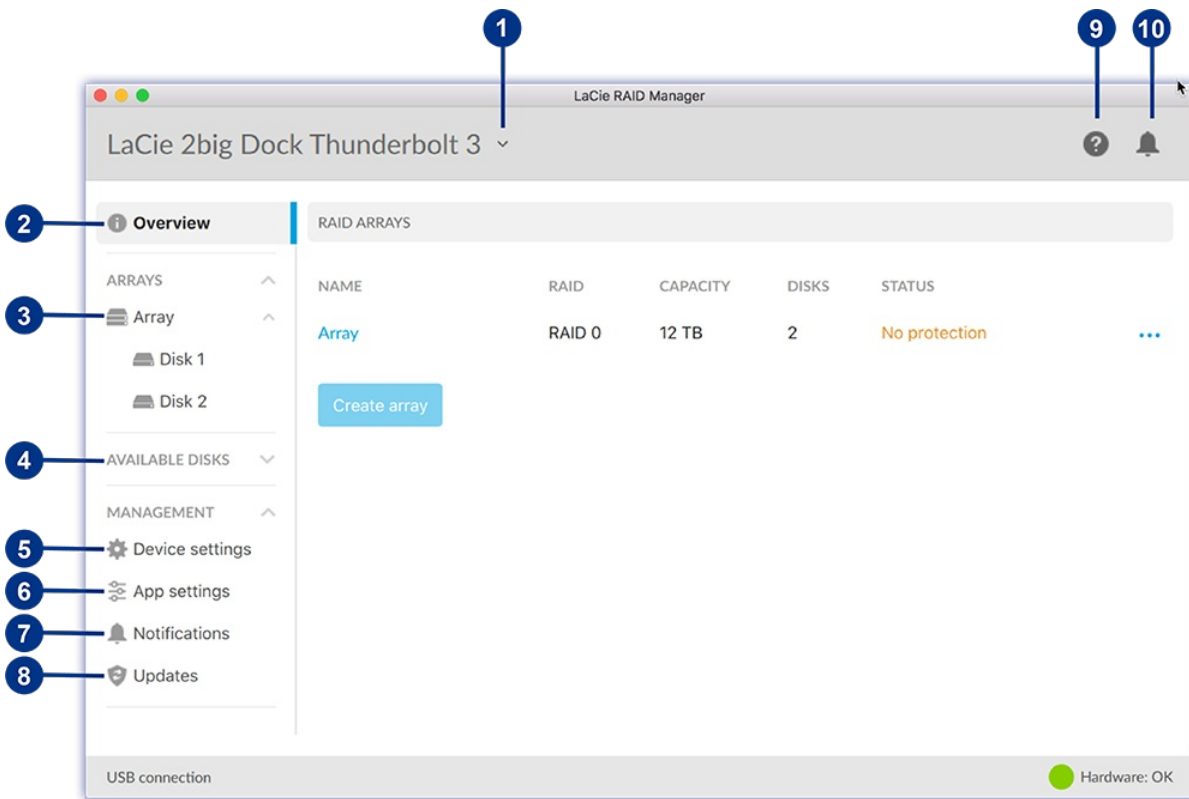 1 9 10
LaCie RAID Manager
LaCie 2big Dock Thunderbolt 3
?
2 Overview
RAID ARRAYS
ARRAYS
NAME RAID CAPACITY DISKS STATUS
3 Array
Array RAID 0 12 TB 2 No protection ...
Disk 1
Disk 2
Create array
4 AVAILABLE DISKS
MANAGEMENT
5 Device settings
6 App settings
7 Notifications
8 Updates
USB connection
Hardware: OK